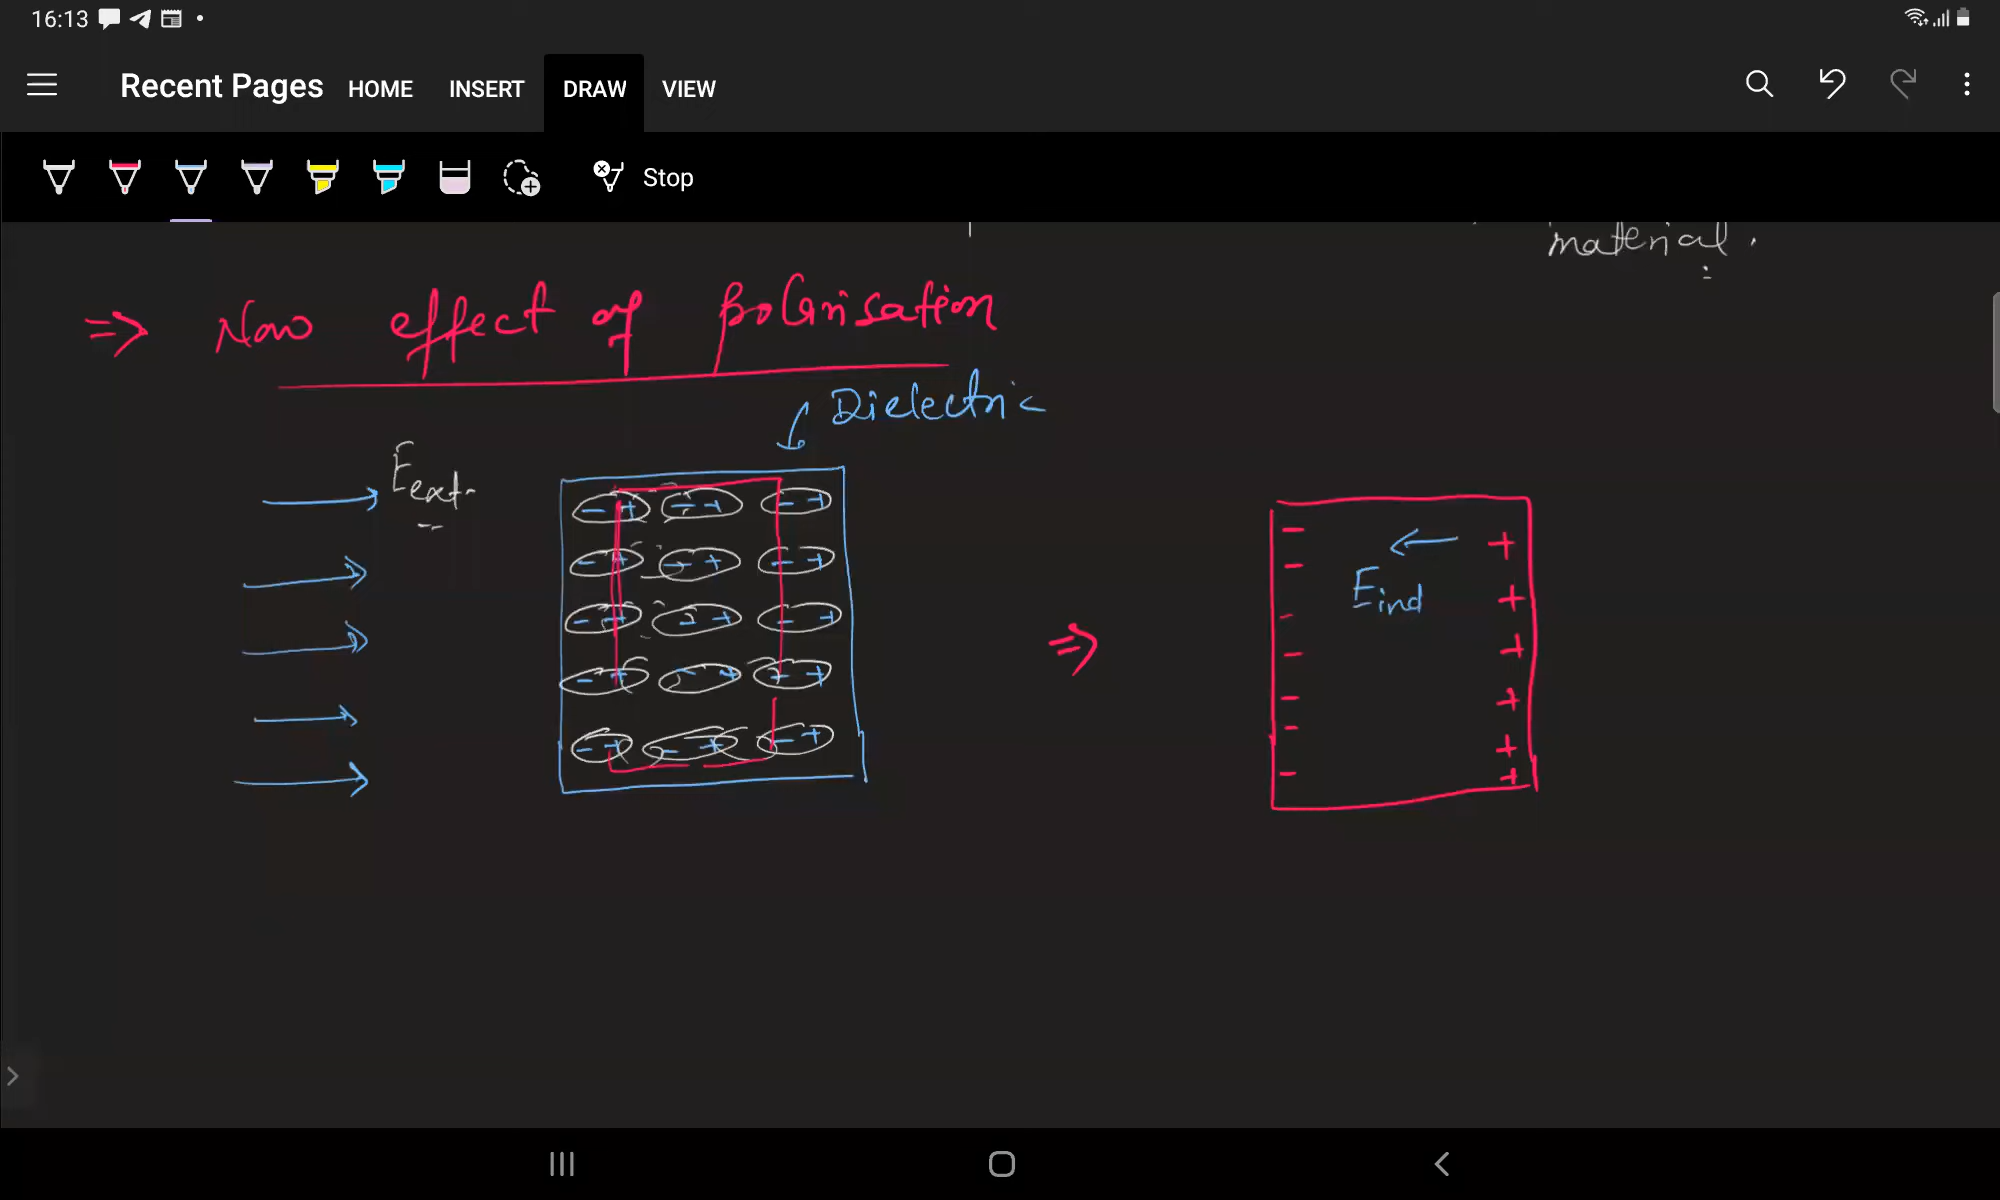 16:13
Recent Pages HOME INSERT DRAW VIEW
Stop
material.
⇒ Now effect of polarisation
Dielectric
Eext.
- + - + - +
- + - + - +
- + - + - +
- + - + - +
- + - + - +
⇒
- +
- +
- +
- +
- +
- +
- +
Eind